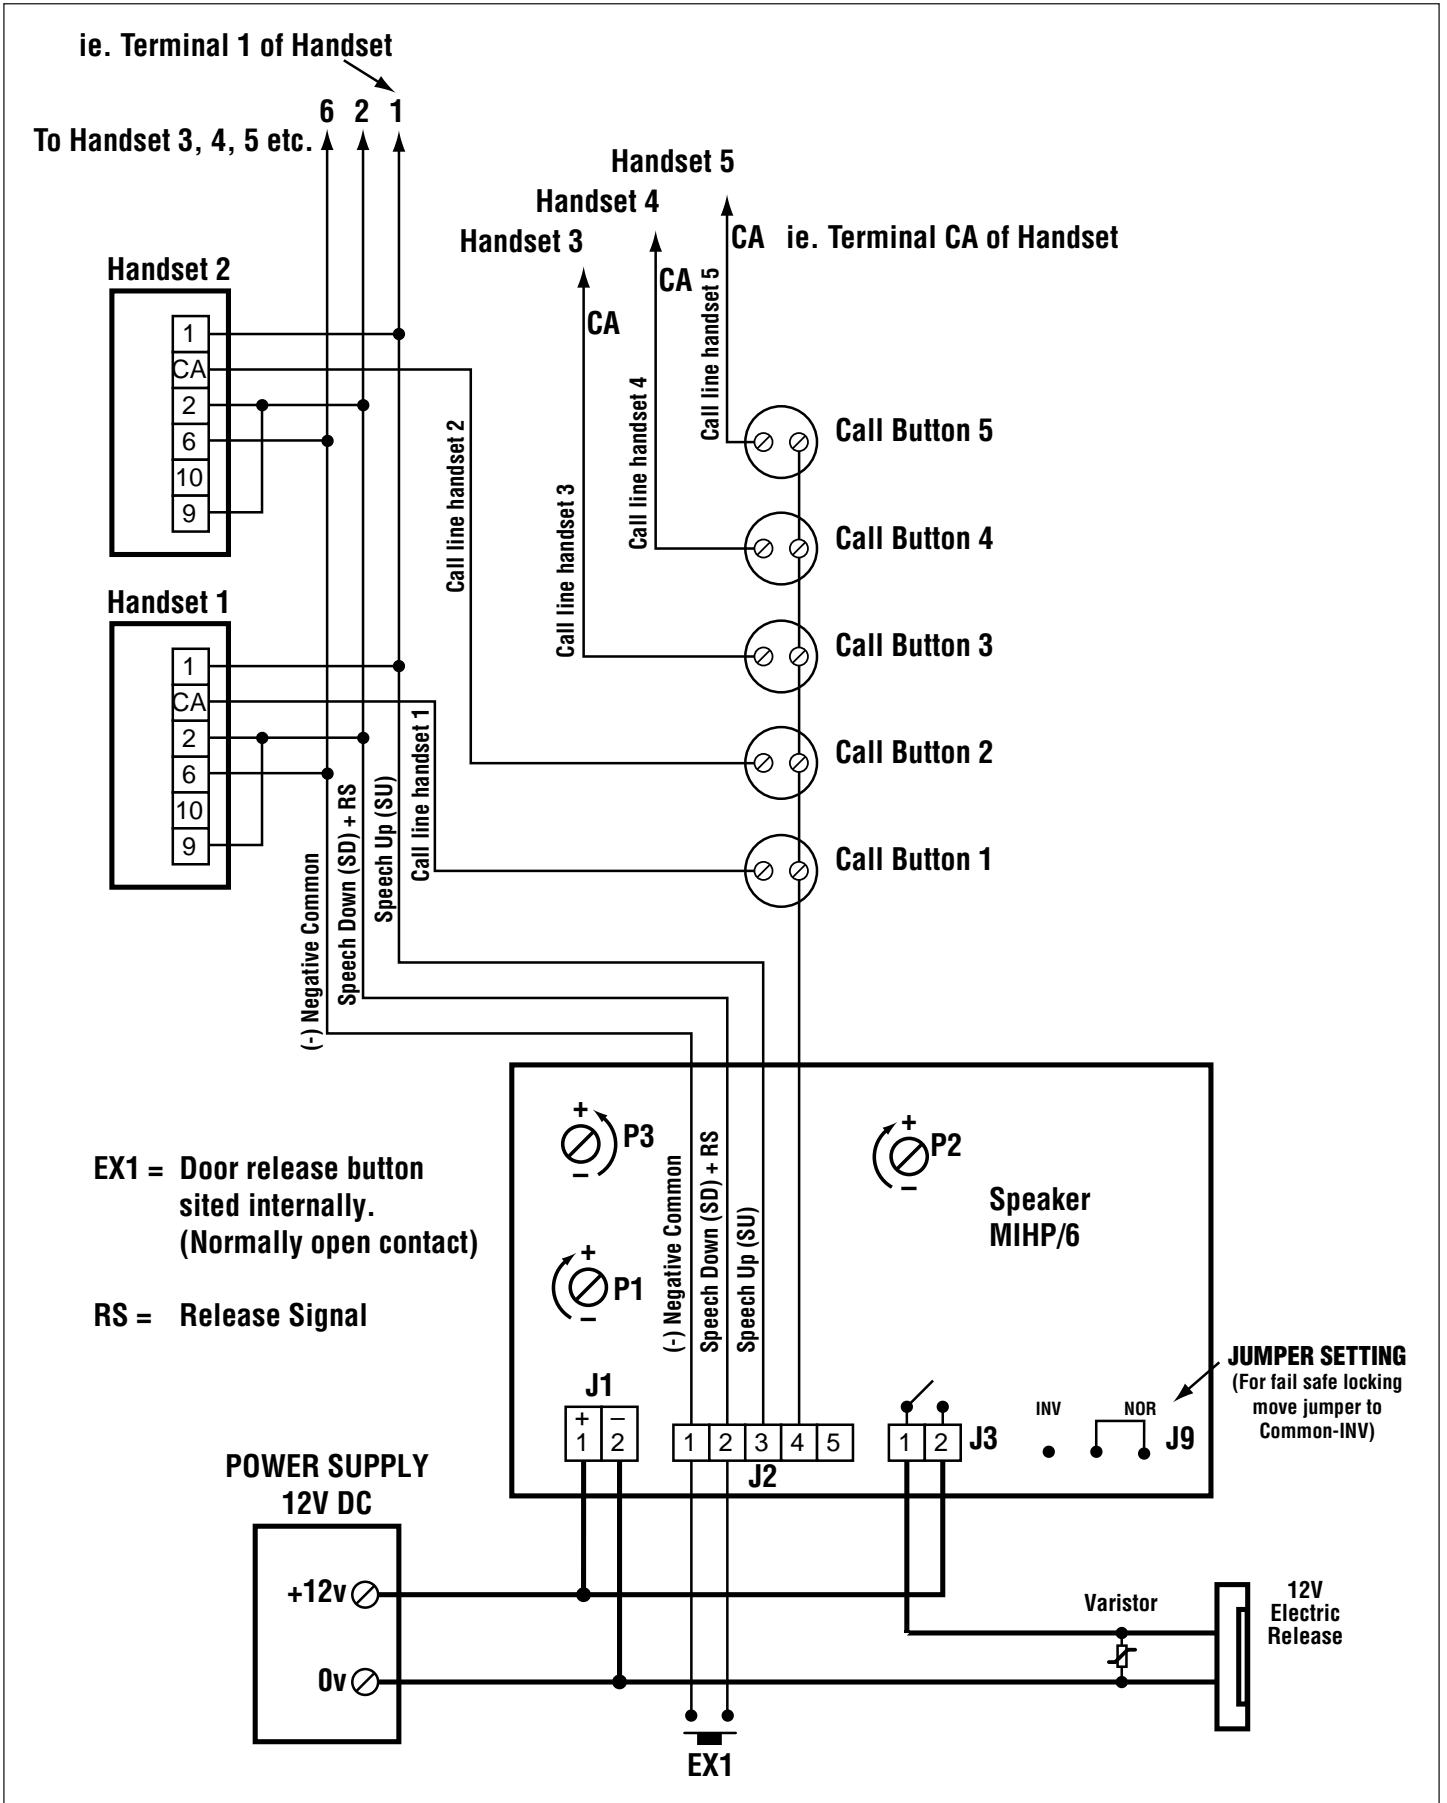 ie. Terminal 1 of Handset
6 2 1
To Handset 3, 4, 5 etc.
Handset 5
Handset 4
Handset 3
CA ie. Terminal CA of Handset
CA
CA
Call line handset 5
Call line handset 4
Call line handset 3
Call line handset 2
Call line handset 1
Handset 2
1
CA
2
6
10
9
Handset 1
1
CA
2
6
10
9
Call Button 5
Call Button 4
Call Button 3
Call Button 2
Call Button 1
(-) Negative Common
Speech Down (SD) + RS
Speech Up (SU)
EX1 = Door release button
sited internally.
(Normally open contact)
RS = Release Signal
+
P3
–
+
P1
–
+
P2
–
(-) Negative Common
Speech Down (SD) + RS
Speech Up (SU)
Speaker
MIHP/6
JUMPER SETTING
(For fail safe locking
move jumper to
Common-INV)
J1
+ –
1 2
1 2 3 4 5
J2
1 2
J3
INV NOR
J9
POWER SUPPLY
12V DC
+12v
0v
Varistor
12V
Electric
Release
EX1